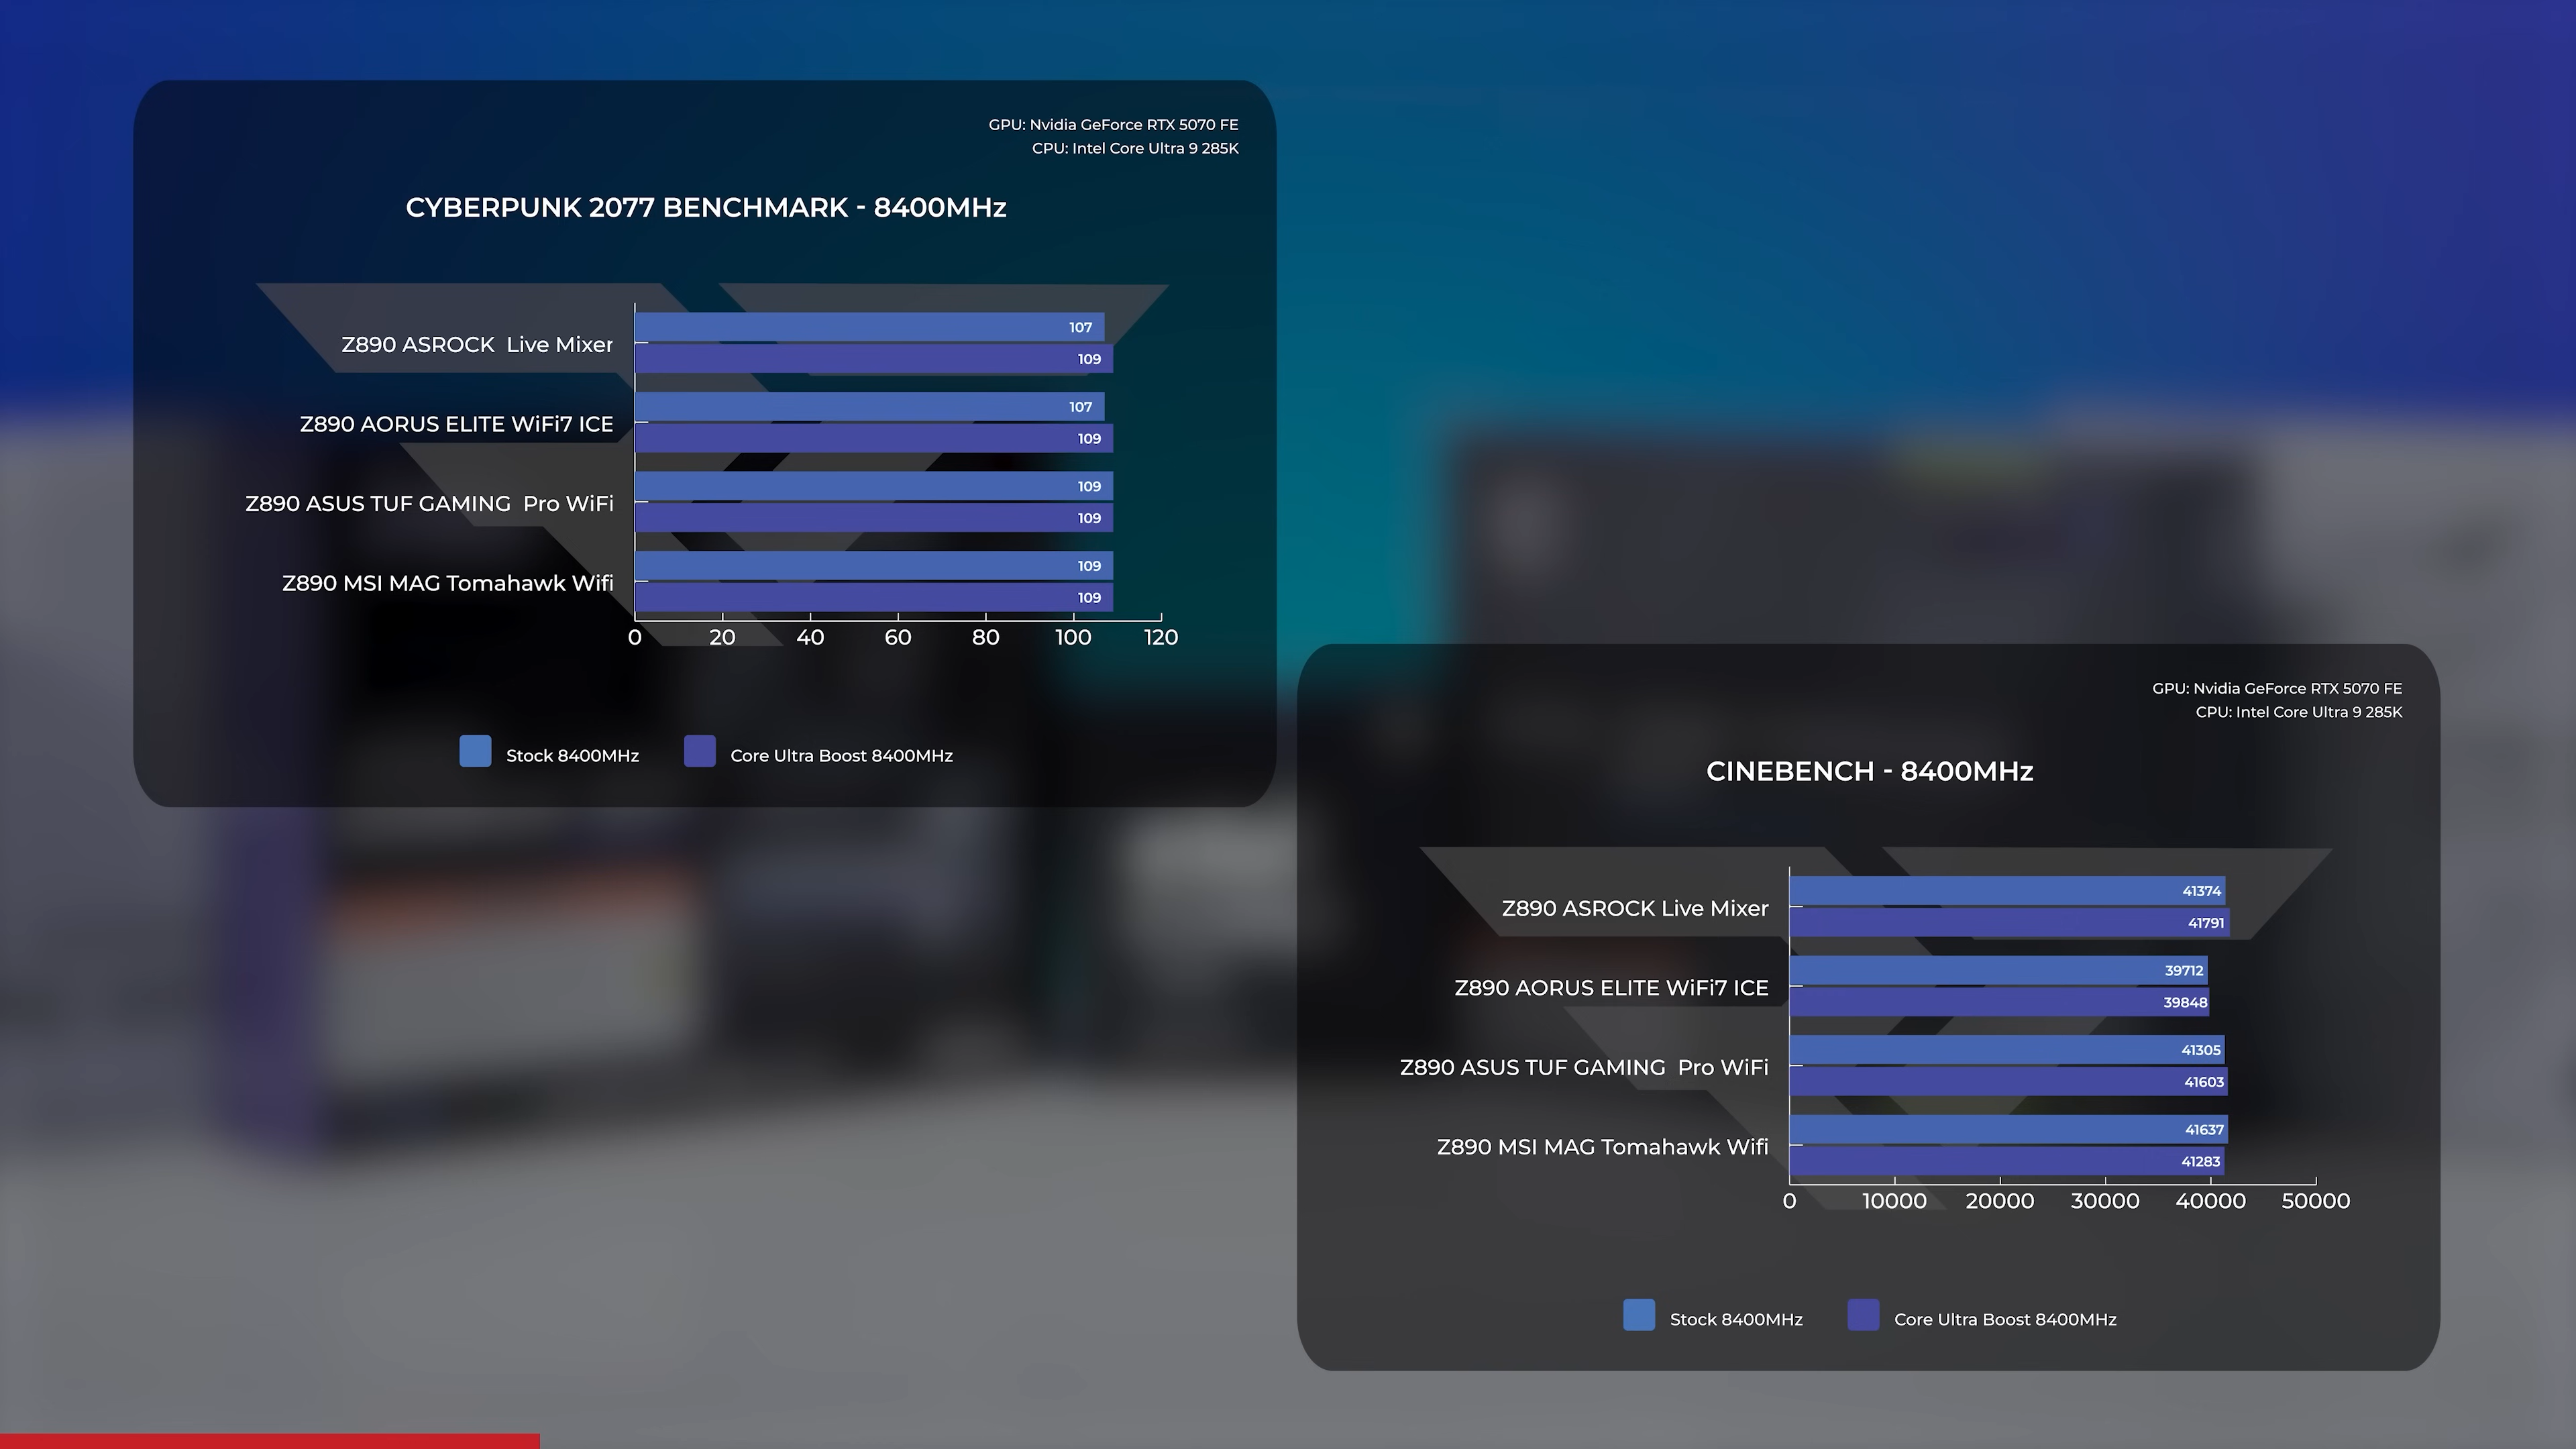 GPU: Nvidia GeForce RTX 5070 FE
CPU: Intel Core Ultra 9 285K
CYBERPUNK 2077 BENCHMARK - 8400MHz
Z890 ASROCK  Live Mixer
107
109
Z890 AORUS ELITE WiFi7 ICE
107
109
Z890 ASUS TUF GAMING  Pro WiFi
109
109
Z890 MSI MAG Tomahawk Wifi
109
109
0 20 40 60 80 100 120
Stock 8400MHz Core Ultra Boost 8400MHz
GPU: Nvidia GeForce RTX 5070 FE
CPU: Intel Core Ultra 9 285K
CINEBENCH - 8400MHz
Z890 ASROCK Live Mixer
41374
41791
Z890 AORUS ELITE WiFi7 ICE
39712
39848
Z890 ASUS TUF GAMING  Pro WiFi
41305
41603
Z890 MSI MAG Tomahawk Wifi
41637
41283
0 10000 20000 30000 40000 50000
Stock 8400MHz Core Ultra Boost 8400MHz